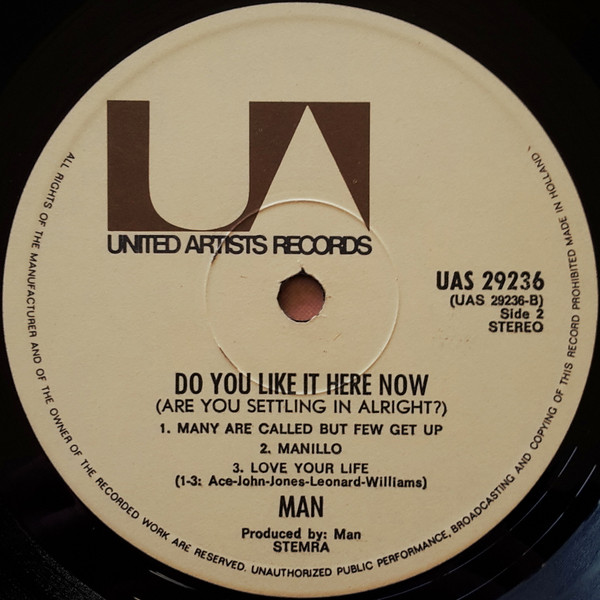 UA
UNITED ARTISTS RECORDS
UAS 29236
(UAS 29236-B)
Side 2
STEREO
DO YOU LIKE IT HERE NOW
(ARE YOU SETTLING IN ALRIGHT?)
1. MANY ARE CALLED BUT FEW GET UP
2. MANILLO
3. LOVE YOUR LIFE
(1-3: Ace-John-Jones-Leonard-Williams)
MAN
Produced by: Man
STEMRA
ALL RIGHTS OF THE MANUFACTURER AND OF THE OWNER OF THE RECORDED WORK ARE RESERVED. UNAUTHORIZED PUBLIC PERFORMANCE, BROADCASTING AND COPYING OF THIS RECORD PROHIBITED MADE IN HOLLAND